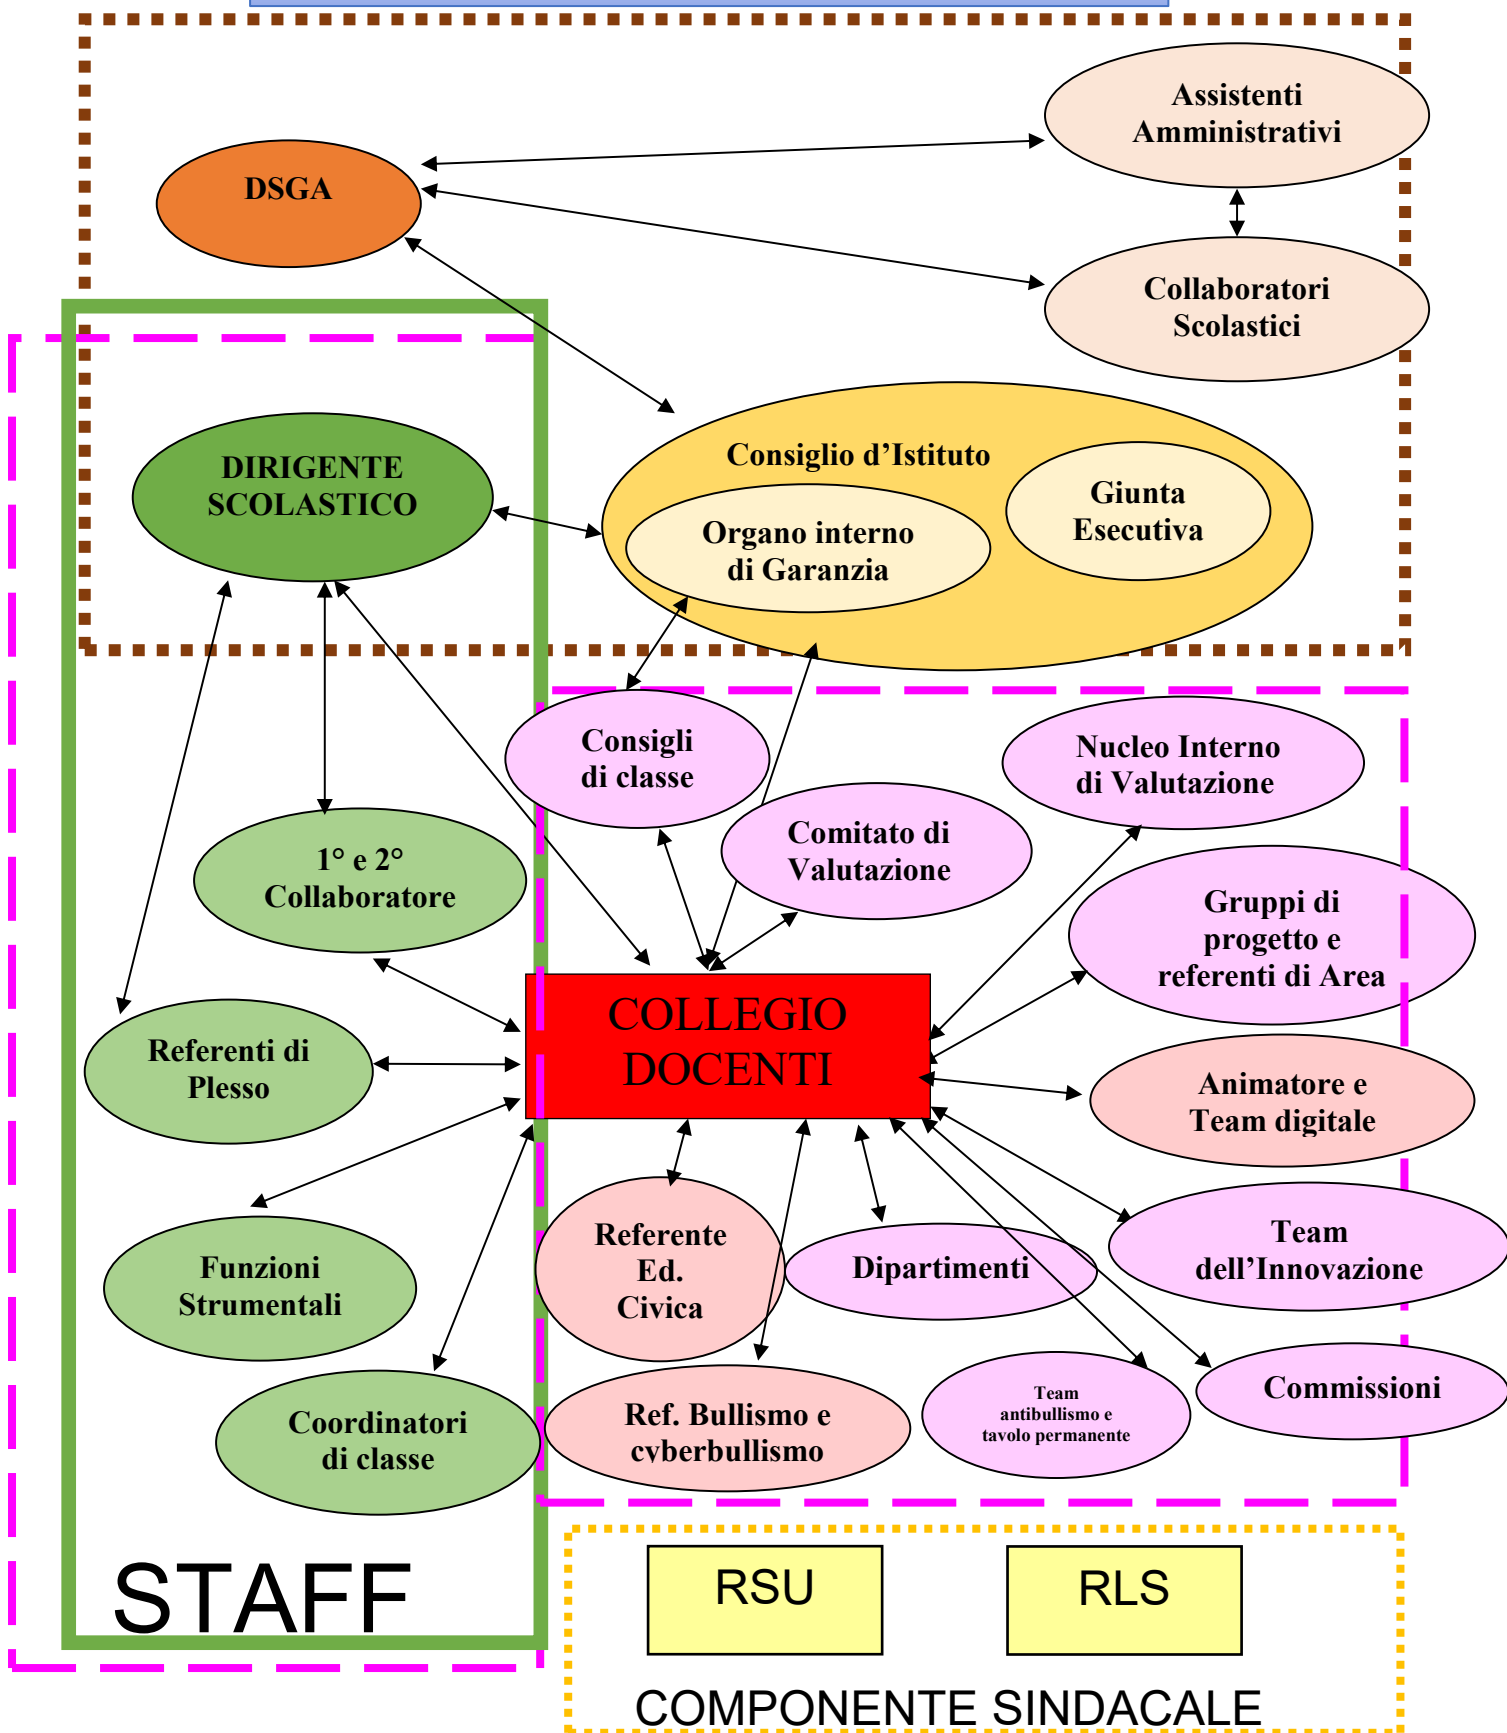 Assistenti
Amministrativi
DSGA
Collaboratori
Scolastici
DIRIGENTE
SCOLASTICO
Consiglio d’Istituto
Giunta
Esecutiva
Organo interno
di Garanzia
Consigli
di classe
Nucleo Interno
di Valutazione
Comitato di
Valutazione
1° e 2°
Collaboratore
Gruppi di
progetto e
referenti di Area
COLLEGIO
DOCENTI
Referenti di
Plesso
Animatore e
Team digitale
Referente
Ed.
Civica
Dipartimenti
Team
dell’Innovazione
Funzioni
Strumentali
Coordinatori
di classe
Ref. Bullismo e
cyberbullismo
Team
antibullismo e
tavolo permanente
Commissioni
STAFF
RSU
RLS
COMPONENTE SINDACALE